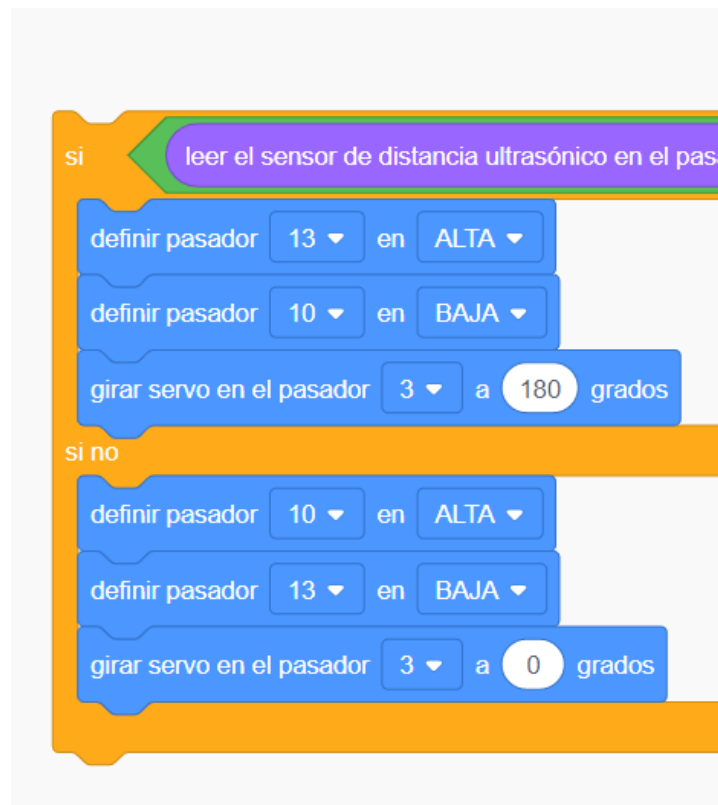 si leer el sensor de distancia ultrasónico en el
definir pasador 13 en ALTA
definir pasador 10 en BAJA
girar servo en el pasador 3 a 180 grados
si no
definir pasador 10 en ALTA
definir pasador 13 en BAJA
girar servo en el pasador 3 a 0 grados